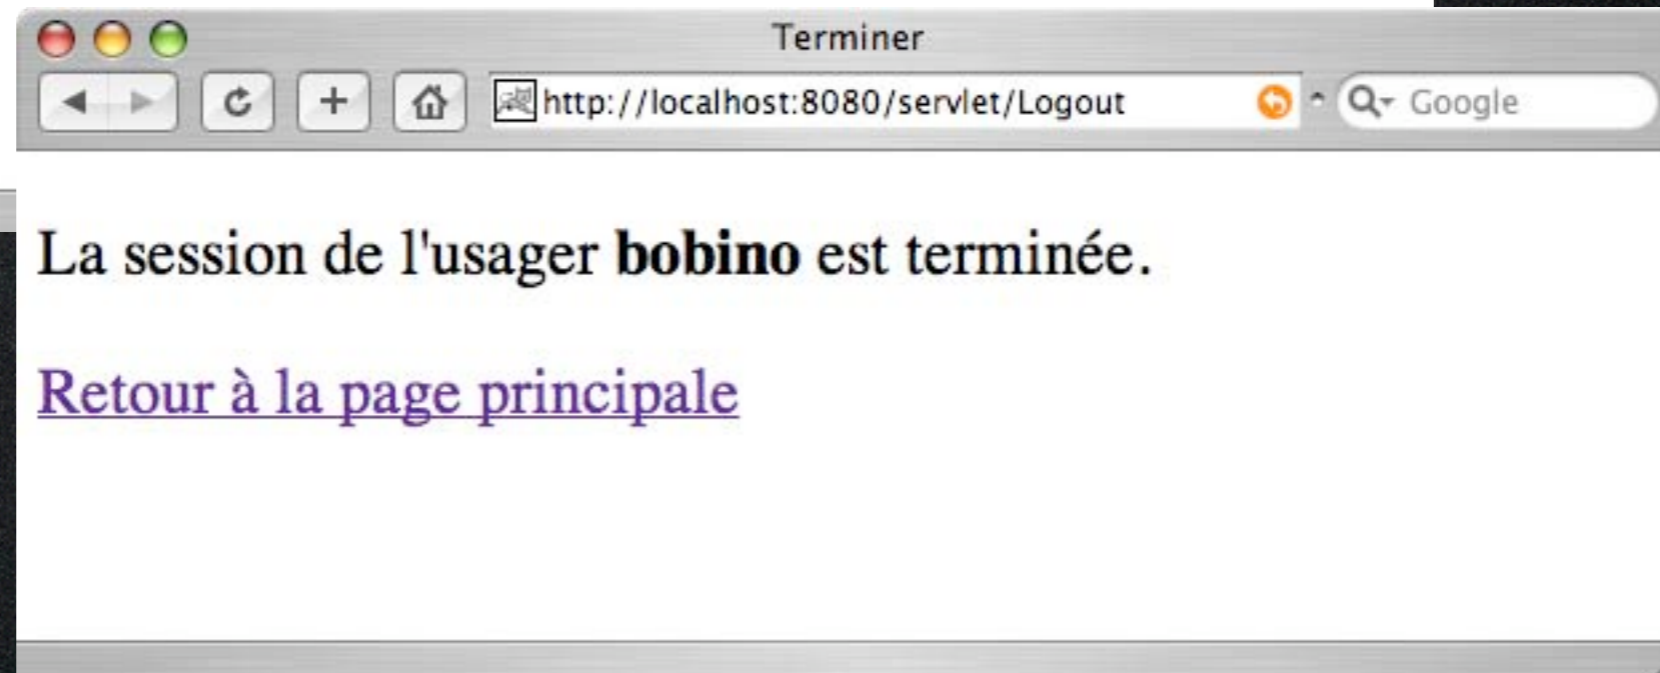 Terminer
http://localhost:8080/servlet/Logout
Google
La session de l'usager bobino est terminée.
Retour à la page principale